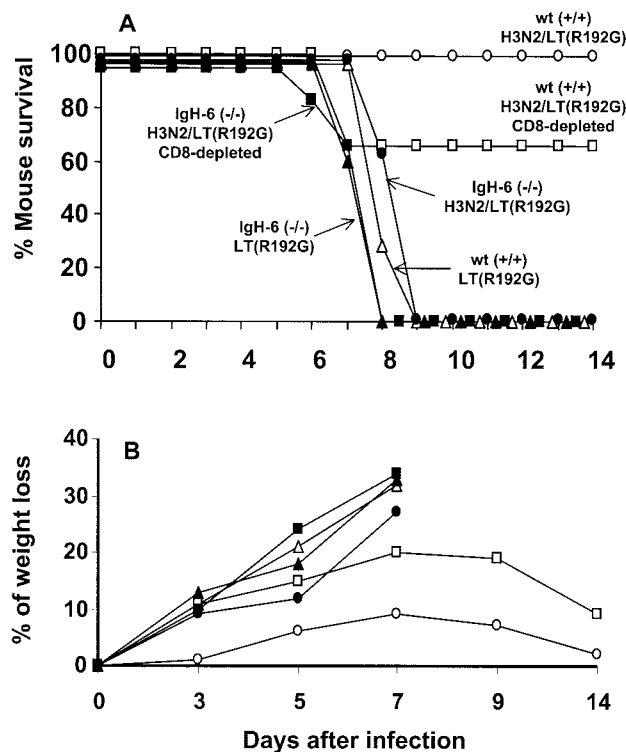 A
wt (+/+)
H3N2/LT(R192G)
wt (+/+)
H3N2/LT(R192G)
CD8-depleted
IgH-6 (-/-)
H3N2/LT(R192G)
CD8-depleted
IgH-6 (-/-)
H3N2/LT(R192G)
IgH-6 (-/-)
LT(R192G)
wt (+/+)
LT(R192G)
% Mouse survival
100
80
60
40
20
0
0 2 4 6 8 10 12 14
B
% of weight loss
40
30
20
10
0
0 3 5 7 9 14
Days after infection